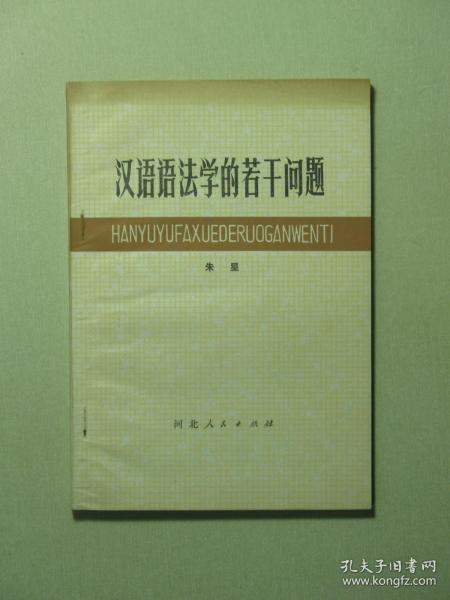 汉语语法学的若干问题
HANYUYUFAXUEDERUOGANWENTI
朱 星
河北人民出版社
孔夫子旧书网
www.kongfz.com